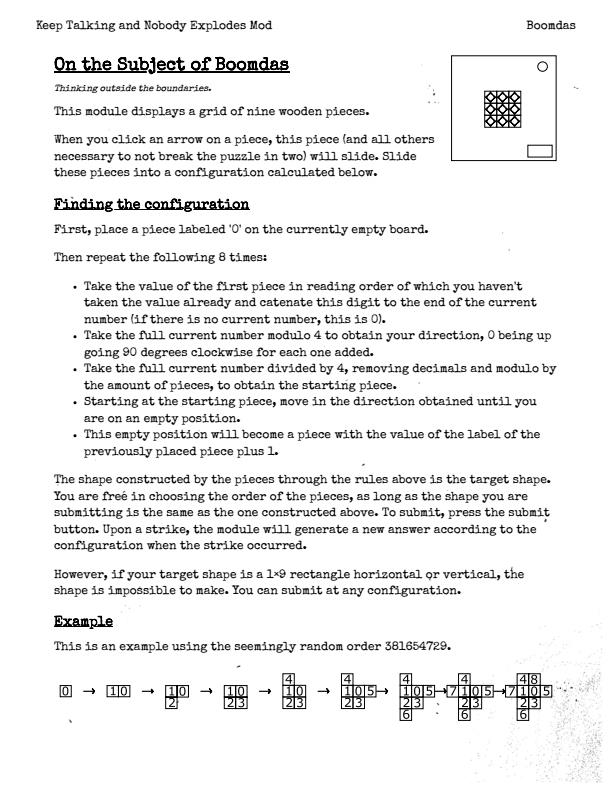 Keep Talking and Nobody Explodes Mod
Boomdas
On the Subject of Boomdas
Thinking outside the boundaries.
This module displays a grid of nine wooden pieces.
When you click an arrow on a piece, this piece (and all others
necessary to not break the puzzle in two) will slide. Slide
these pieces into a configuration calculated below.
Finding the configuration
First, place a piece labeled '0' on the currently empty board.
Then repeat the following 8 times:
• Take the value of the first piece in reading order of which you haven't
taken the value already and catenate this digit to the end of the current
number (if there is no current number, this is 0).
• Take the full current number modulo 4 to obtain your direction, 0 being up
going 90 degrees clockwise for each one added.
• Take the full current number divided by 4, removing decimals and modulo by
the amount of pieces, to obtain the starting piece.
• Starting at the starting piece, move in the direction obtained until you
are on an empty position.
• This empty position will become a piece with the value of the label of the
previously placed piece plus 1.
The shape constructed by the pieces through the rules above is the target shape.
You are free in choosing the order of the pieces, as long as the shape you are
submitting is the same as the one constructed above. To submit, press the submit
button. Upon a strike, the module will generate a new answer according to the
configuration when the strike occurred.
However, if your target shape is a 1×9 rectangle horizontal or vertical, the
shape is impossible to make. You can submit at any configuration.
Example
This is an example using the seemingly random order 381654729.
4 4 4 4 48
0 → 10 → 10 → 10 → 10 → 105 → 105 → 7105 → 7105
2 23 23 23 23 23 23
6 6 6